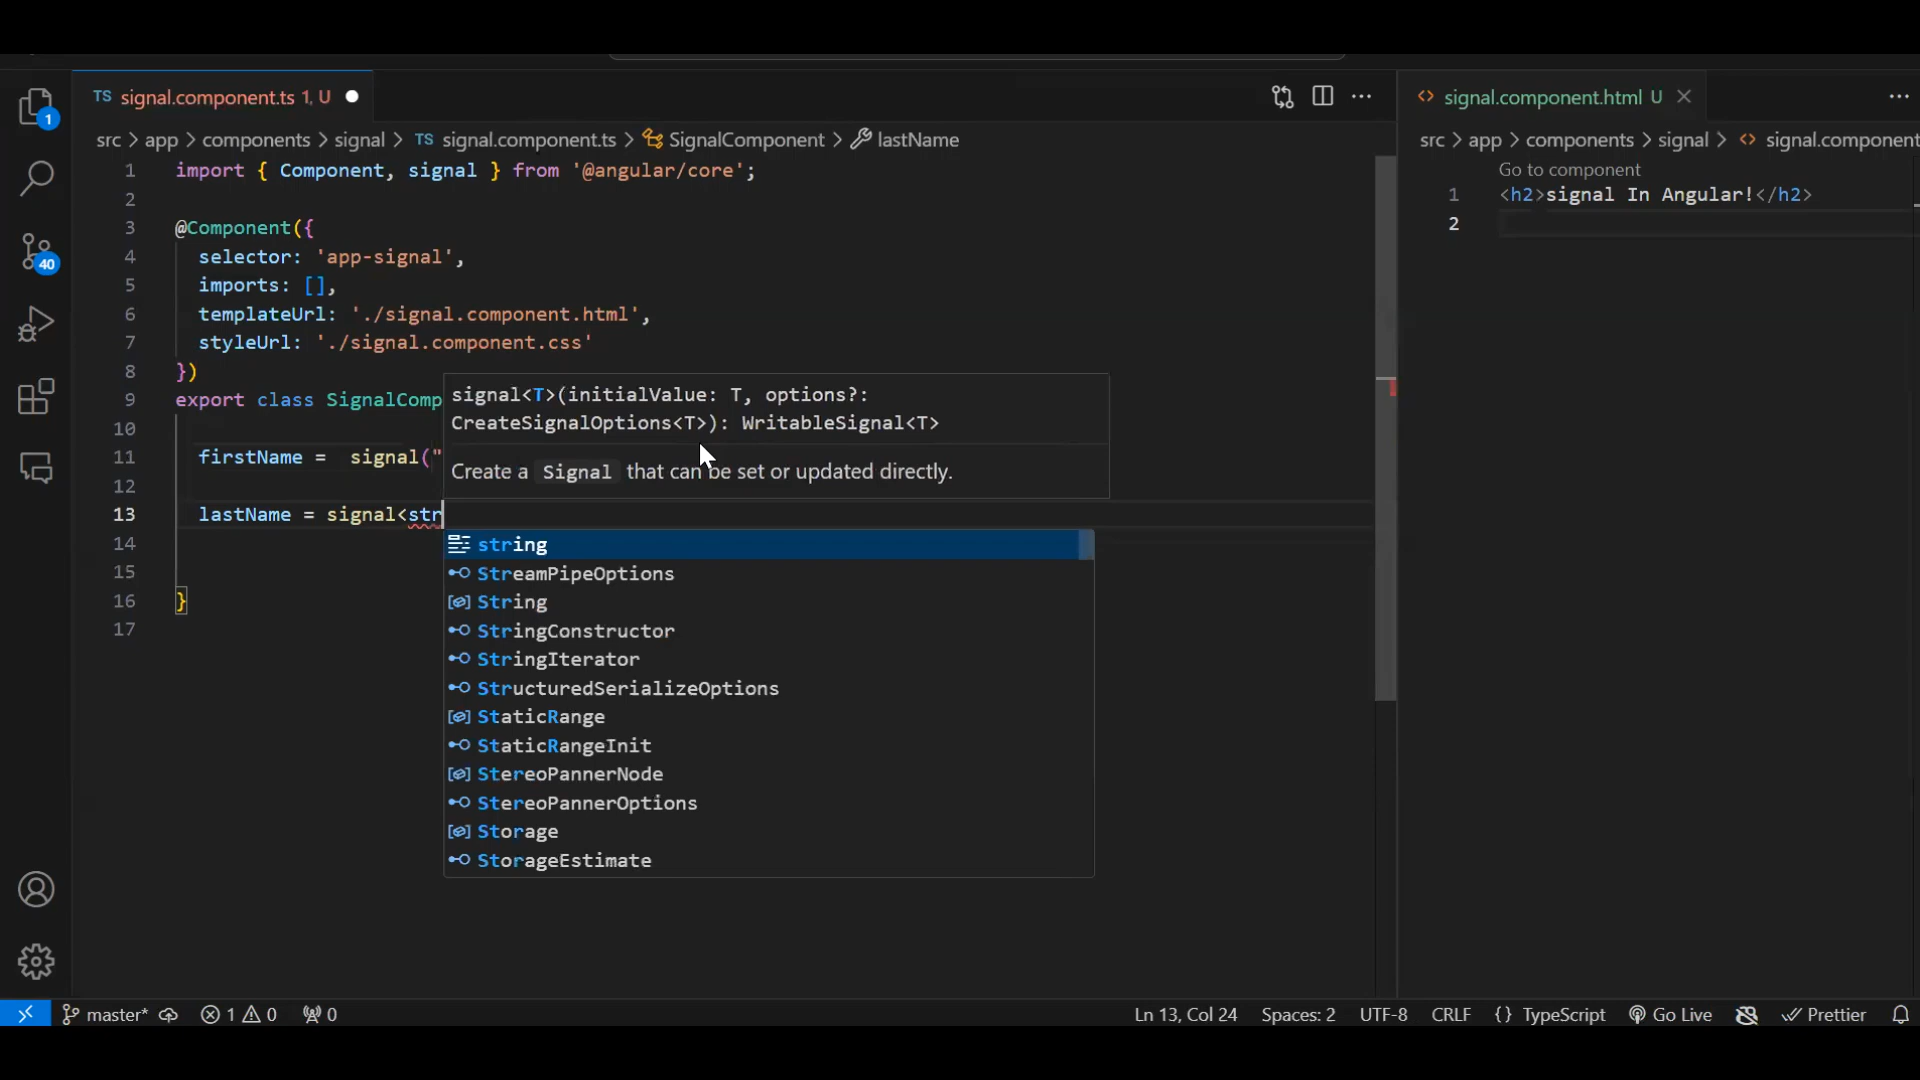 TS signal.component.ts 1, U
<> signal.component.html U
src > app > components > signal > TS signal.component.ts > SignalComponent > lastName
src > app > components > signal > <> signal.component
1
1 import { Component, signal } from '@angular/core';
2
3 @Component({
4 selector: 'app-signal',
5 imports: [],
6 templateUrl: './signal.component.html',
7 styleUrl: './signal.component.css'
8 })
9 export class SignalComp
10
11 firstName = signal("
12
13 lastName = signal<str
14
15
16 }
17
signal<T>(initialValue: T, options?:
CreateSignalOptions<T>): WritableSignal<T>
Create a Signal that can be set or updated directly.
string
StreamPipeOptions
String
StringConstructor
StringIterator
StructuredSerializeOptions
StaticRange
StaticRangeInit
StereoPannerNode
StereoPannerOptions
Storage
StorageEstimate
Go to component
1 <h2>signal In Angular!</h2>
2
40
master* 1 0 0
Ln 13, Col 24 Spaces: 2 UTF-8 CRLF {} TypeScript Go Live Prettier